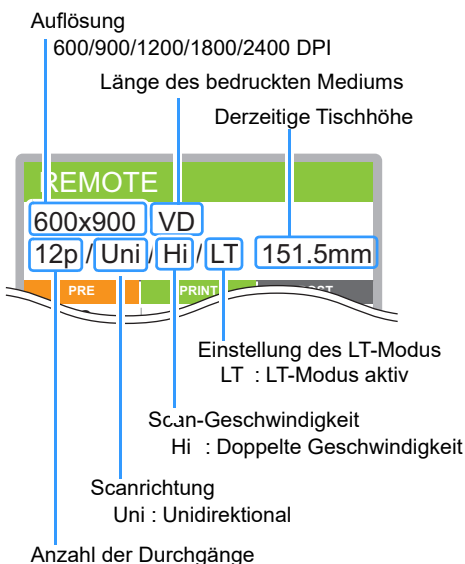 Auflösung
600/900/1200/1800/2400 DPI
Länge des bedruckten Mediums
Derzeitige Tischhöhe
REMOTE
600x900 VD
12p / Uni / Hi / LT 151.5mm
PRE PRINT
Einstellung des LT-Modus
LT : LT-Modus aktiv
Scan-Geschwindigkeit
Hi : Doppelte Geschwindigkeit
Scanrichtung
Uni : Unidirektional
Anzahl der Durchgänge